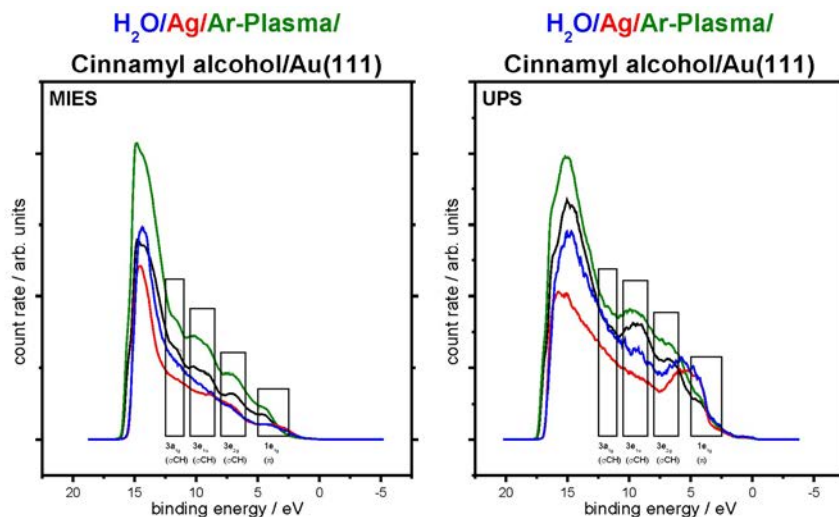 H₂O/Ag/Ar-Plasma/
Cinnamyl alcohol/Au(111)
MIES
count rate / arb. units
3a₁g 3e₁u 3e₂g 1e₁g
(σCH) (σCH) (σCH) (π)
20 15 10 5 0 -5
binding energy / eV
H₂O/Ag/Ar-Plasma/
Cinnamyl alcohol/Au(111)
UPS
count rate / arb. units
3a₁g 3e₁u 3e₂g 1e₁g
(σCH) (σCH) (σCH) (π)
20 15 10 5 0 -5
binding energy / eV